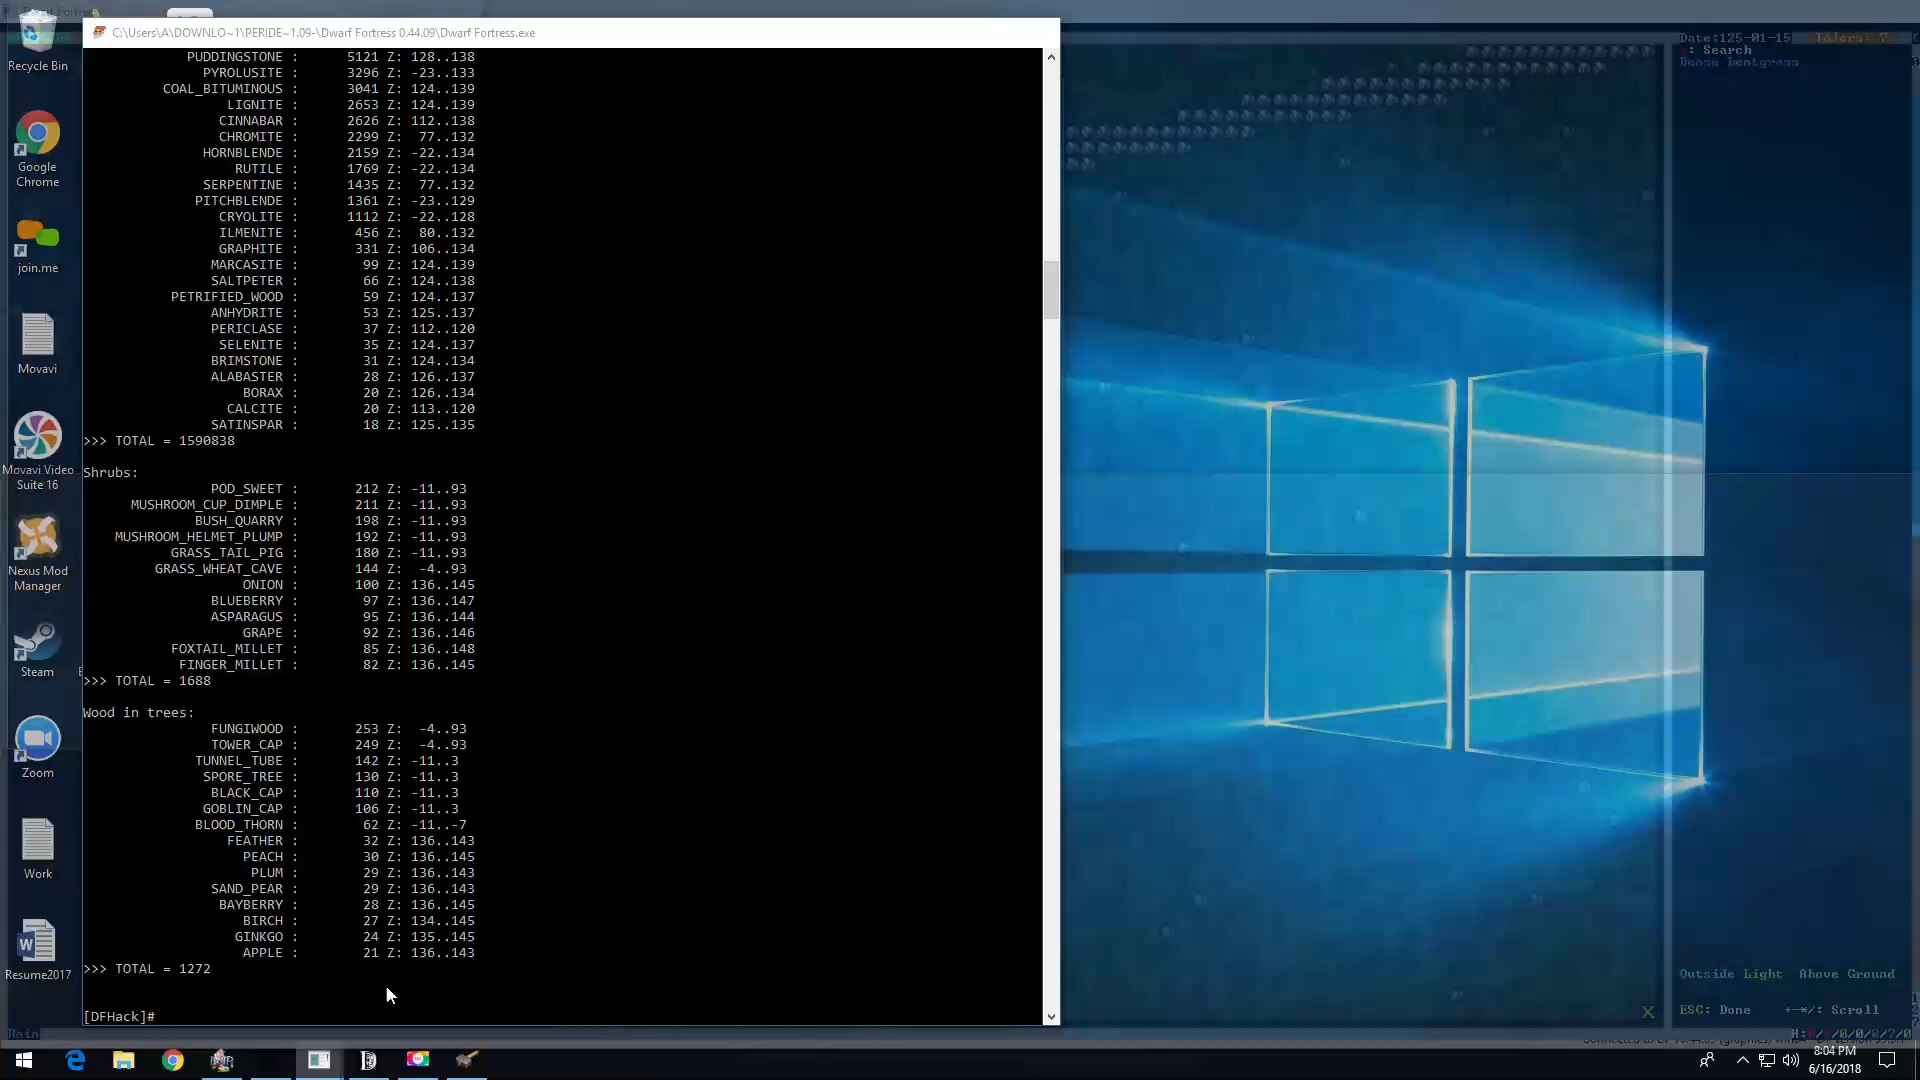 C:\Users\A\DOWNLO~1\PERIDE~1.09-\Dwarf Fortress 0.44.09\Dwarf Fortress.exe
PUDDINGSTONE : 5121 Z: 128..138
PYROLUSITE : 3296 Z: -23..133
COAL_BITUMINOUS : 3041 Z: 124..139
LIGNITE : 2653 Z: 124..139
CINNABAR : 2626 Z: 112..138
CHROMITE : 2299 Z: 77..132
HORNBLENDE : 2159 Z: -22..134
RUTILE : 1769 Z: -22..134
SERPENTINE : 1435 Z: 77..132
PITCHBLENDE : 1361 Z: -23..129
CRYOLITE : 1112 Z: -22..128
ILMENITE : 456 Z: 80..132
GRAPHITE : 331 Z: 106..134
MARCASITE : 99 Z: 124..139
SALTPETER : 66 Z: 124..138
PETRIFIED_WOOD : 59 Z: 124..137
ANHYDRITE : 53 Z: 125..137
PERICLASE : 37 Z: 112..120
SELENITE : 35 Z: 124..137
BRIMSTONE : 31 Z: 124..134
ALABASTER : 28 Z: 126..137
BORAX : 20 Z: 126..134
CALCITE : 20 Z: 113..120
SATINSPAR : 18 Z: 125..135
>>> TOTAL = 1590838
Shrubs:
POD_SWEET : 212 Z: -11..93
MUSHROOM_CUP_DIMPLE : 211 Z: -11..93
BUSH_QUARRY : 198 Z: -11..93
MUSHROOM_HELMET_PLUMP : 192 Z: -11..93
GRASS_TAIL_PIG : 180 Z: -11..93
GRASS_WHEAT_CAVE : 144 Z: -4..93
ONION : 100 Z: 136..145
BLUEBERRY : 97 Z: 136..147
ASPARAGUS : 95 Z: 136..144
GRAPE : 92 Z: 136..146
FOXTAIL_MILLET : 85 Z: 136..148
FINGER_MILLET : 82 Z: 136..145
>>> TOTAL = 1688
Wood in trees:
FUNGIWOOD : 253 Z: -4..93
TOWER_CAP : 249 Z: -4..93
TUNNEL_TUBE : 142 Z: -11..3
SPORE_TREE : 130 Z: -11..3
BLACK_CAP : 110 Z: -11..3
GOBLIN_CAP : 106 Z: -11..3
BLOOD_THORN : 62 Z: -11..-7
FEATHER : 32 Z: 136..143
PEACH : 30 Z: 136..145
PLUM : 29 Z: 136..143
SAND_PEAR : 29 Z: 136..143
BAYBERRY : 28 Z: 136..145
BIRCH : 27 Z: 134..145
GINKGO : 24 Z: 135..145
APPLE : 21 Z: 136..143
>>> TOTAL = 1272
[DFHack]#
Recycle Bin
Google
Chrome
join.me
Movavi
Movavi Video
Suite 16
Nexus Mod
Manager
Steam
Zoom
Work
Resume2017
Rain
Date:125-01-15
Idlers: 7
: Search
Dense
Outside Light Above Ground
X
ESC: Done
: Scroll
8:04 PM
6/16/2018